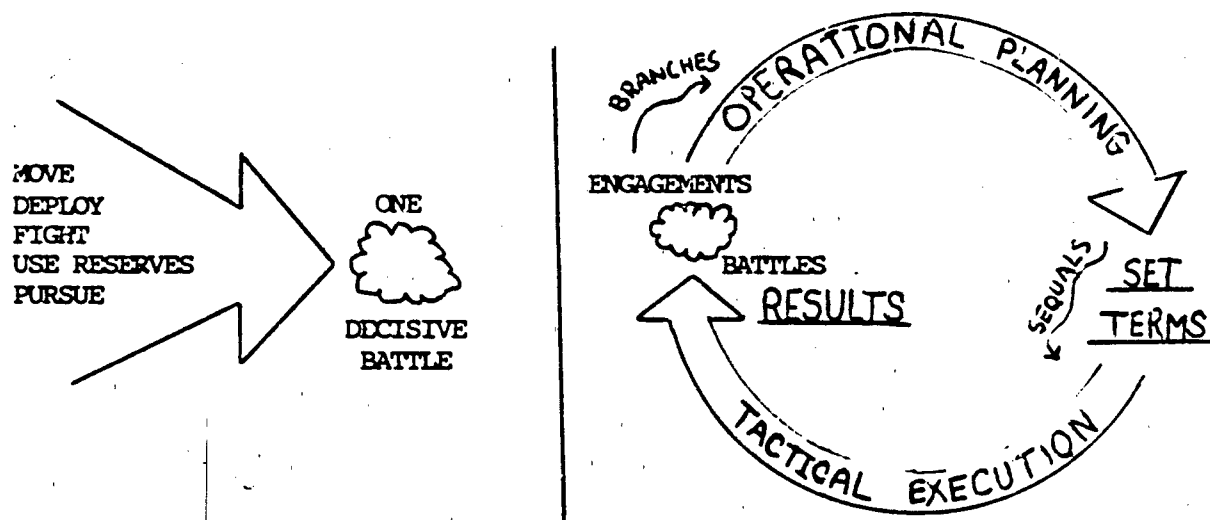 MOVE
DEPLOY
FIGHT
USE RESERVES
PURSUE
ONE
DECISIVE
BATTLE
BRANCHES
OPERATIONAL PLANNING
ENGAGEMENTS
BATTLES
RESULTS
SEQUALS
SET
TERMS
TACTICAL EXECUTION